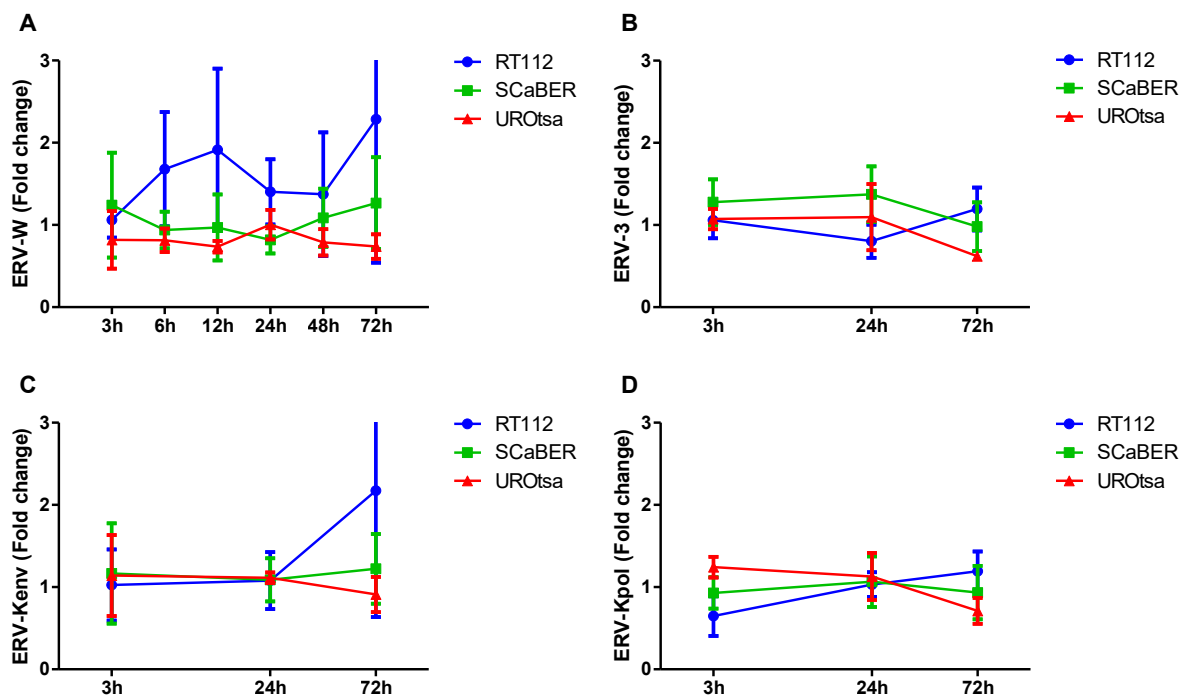 A
ERV-W (Fold change)
3
2
1
0
3h 6h 12h 24h 48h 72h
RT112
SCaBER
UROtsa
B
ERV-3 (Fold change)
3
2
1
0
3h 24h 72h
RT112
SCaBER
UROtsa
C
ERV-Kenv (Fold change)
3
2
1
0
3h 24h 72h
RT112
SCaBER
UROtsa
D
ERV-Kpol (Fold change)
3
2
1
0
3h 24h 72h
RT112
SCaBER
UROtsa